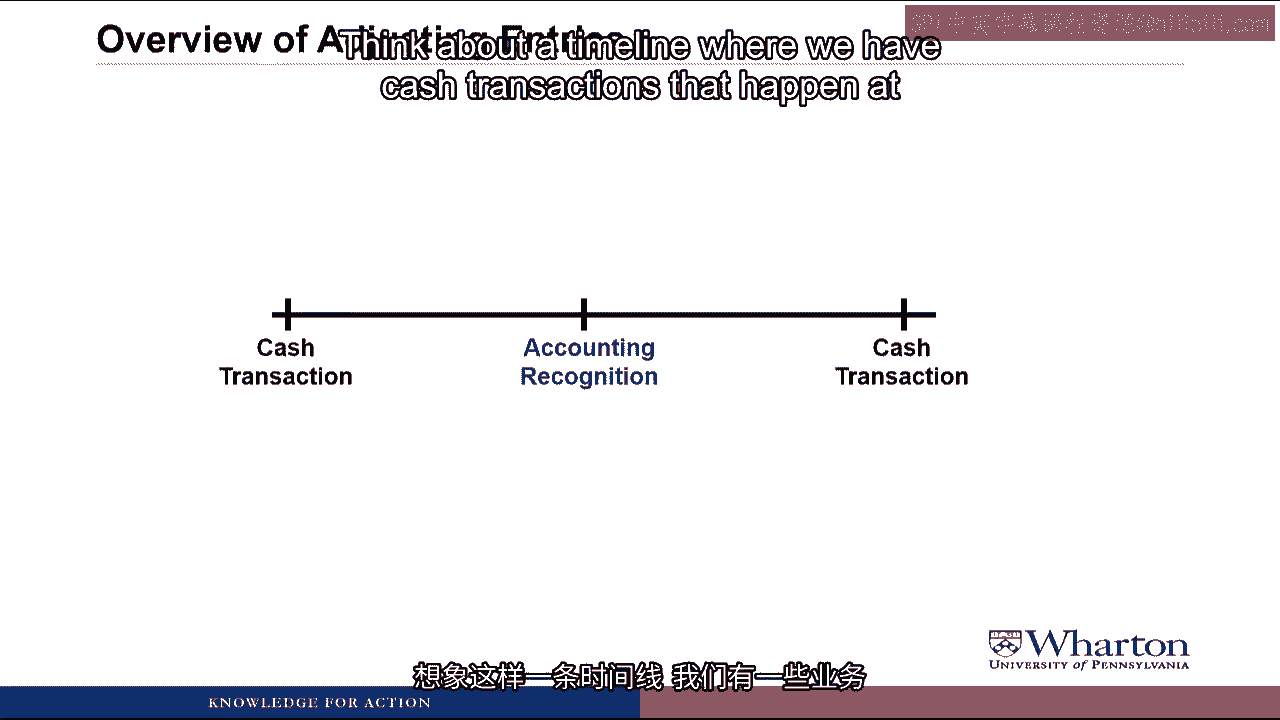 Overview of Adjusting Entries
Think about a timeline where we have
cash transactions that happen at
Cash
Transaction
Accounting
Recognition
Cash
Transaction
Wharton
UNIVERSITY of PENNSYLVANIA
想象这样一条时间线 我们有一些业务
KNOWLEDGE FOR ACTION